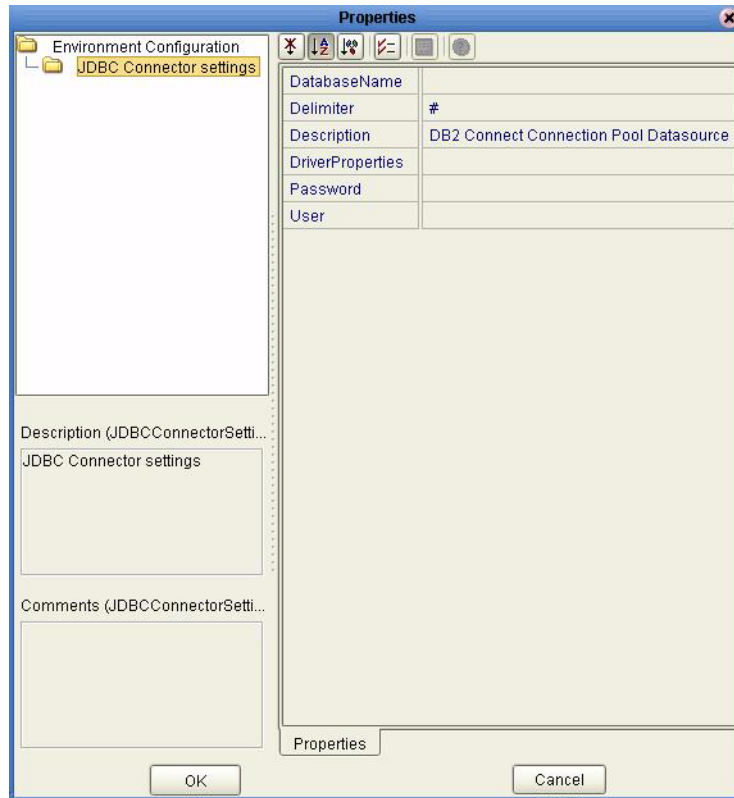 Properties
Environment Configuration
JDBC Connector settings
DatabaseName
Delimiter #
Description DB2 Connect Connection Pool Datasource
DriverProperties
Password
User
Description (JDBCConnectorSetti...
JDBC Connector settings
Comments (JDBCConnectorSetti...
Properties
OK
Cancel